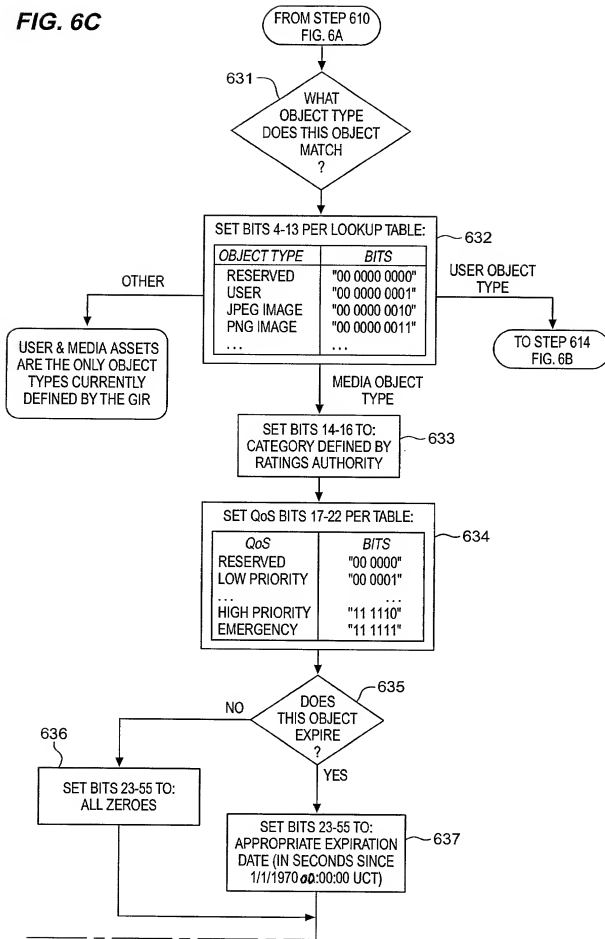 FIG. 6C
FROM STEP 610
FIG. 6A
631
WHAT
OBJECT TYPE
DOES THIS OBJECT
MATCH
?
SET BITS 4-13 PER LOOKUP TABLE:
632
OBJECT TYPE BITS
RESERVED "00 0000 0000"
USER "00 0000 0001"
JPEG IMAGE "00 0000 0010"
PNG IMAGE "00 0000 0011"
... ...
OTHER
USER OBJECT
TYPE
USER & MEDIA ASSETS
ARE THE ONLY OBJECT
TYPES CURRENTLY
DEFINED BY THE GIR
TO STEP 614
FIG. 6B
MEDIA OBJECT
TYPE
SET BITS 14-16 TO:
CATEGORY DEFINED BY
RATINGS AUTHORITY
633
SET QoS BITS 17-22 PER TABLE:
634
QoS BITS
RESERVED "00 0000"
LOW PRIORITY "00 0001"
... ...
HIGH PRIORITY "11 1110"
EMERGENCY "11 1111"
635
DOES
THIS OBJECT
EXPIRE
?
NO
YES
636
SET BITS 23-55 TO:
ALL ZEROES
SET BITS 23-55 TO:
APPROPRIATE EXPIRATION
DATE (IN SECONDS SINCE
1/1/1970 00:00:00 UCT)
637